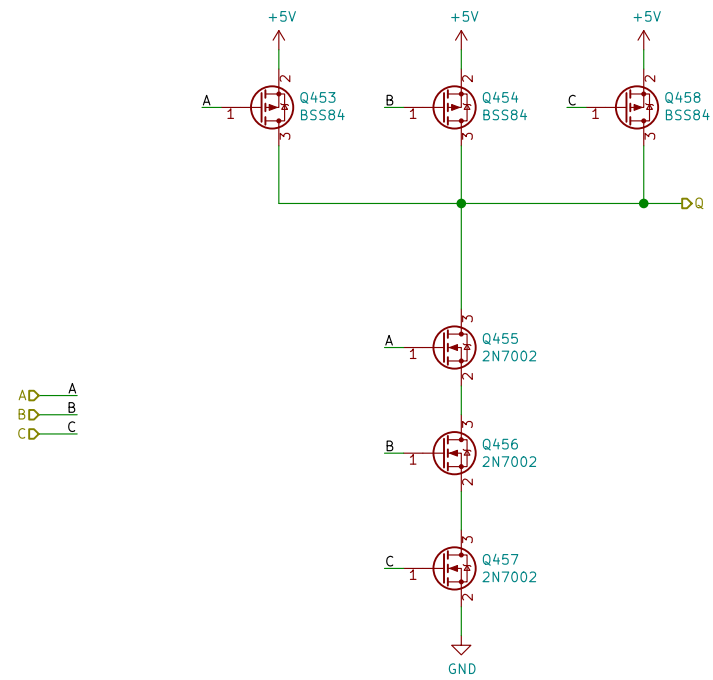 +5V +5V +5V
2 2 2
A Q453 B Q454 C Q458
1 BSS84 1 BSS84 1 BSS84
3 3 3
Q
3
A Q455
1 2N7002
2
A A
B B
C C
3
B Q456
1 2N7002
2
3
C Q457
1 2N7002
2
GND